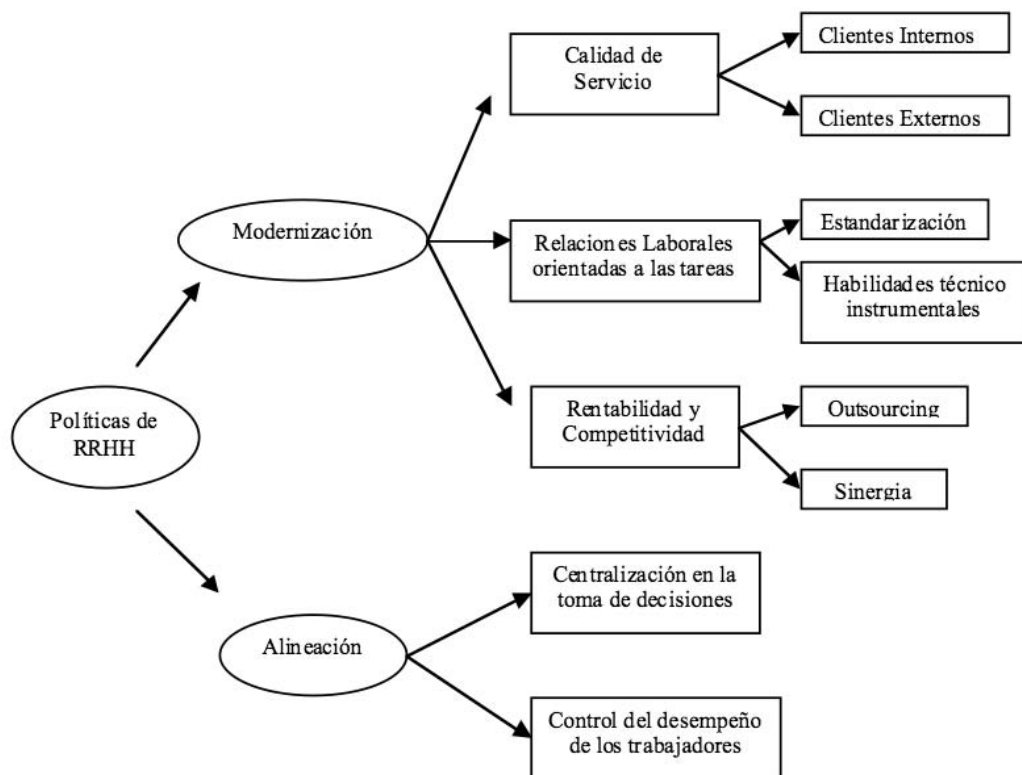 Calidad de
Servicio
Clientes Internos
Clientes Externos
Modernización
Relaciones Laborales
orientadas a las tareas
Estandarización
Habilidades técnico
instrumentales
Políticas de
RRHH
Rentabilidad y
Competitividad
Outsourcing
Sinergia
Centralización en la
toma de decisiones
Alineación
Control del desempeño
de los trabajadores